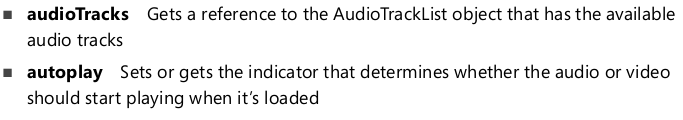 ■ audioTracks Gets a reference to the AudioTrackList object that has the available
audio tracks
■ autoplay Sets or gets the indicator that determines whether the audio or video
should start playing when it’s loaded